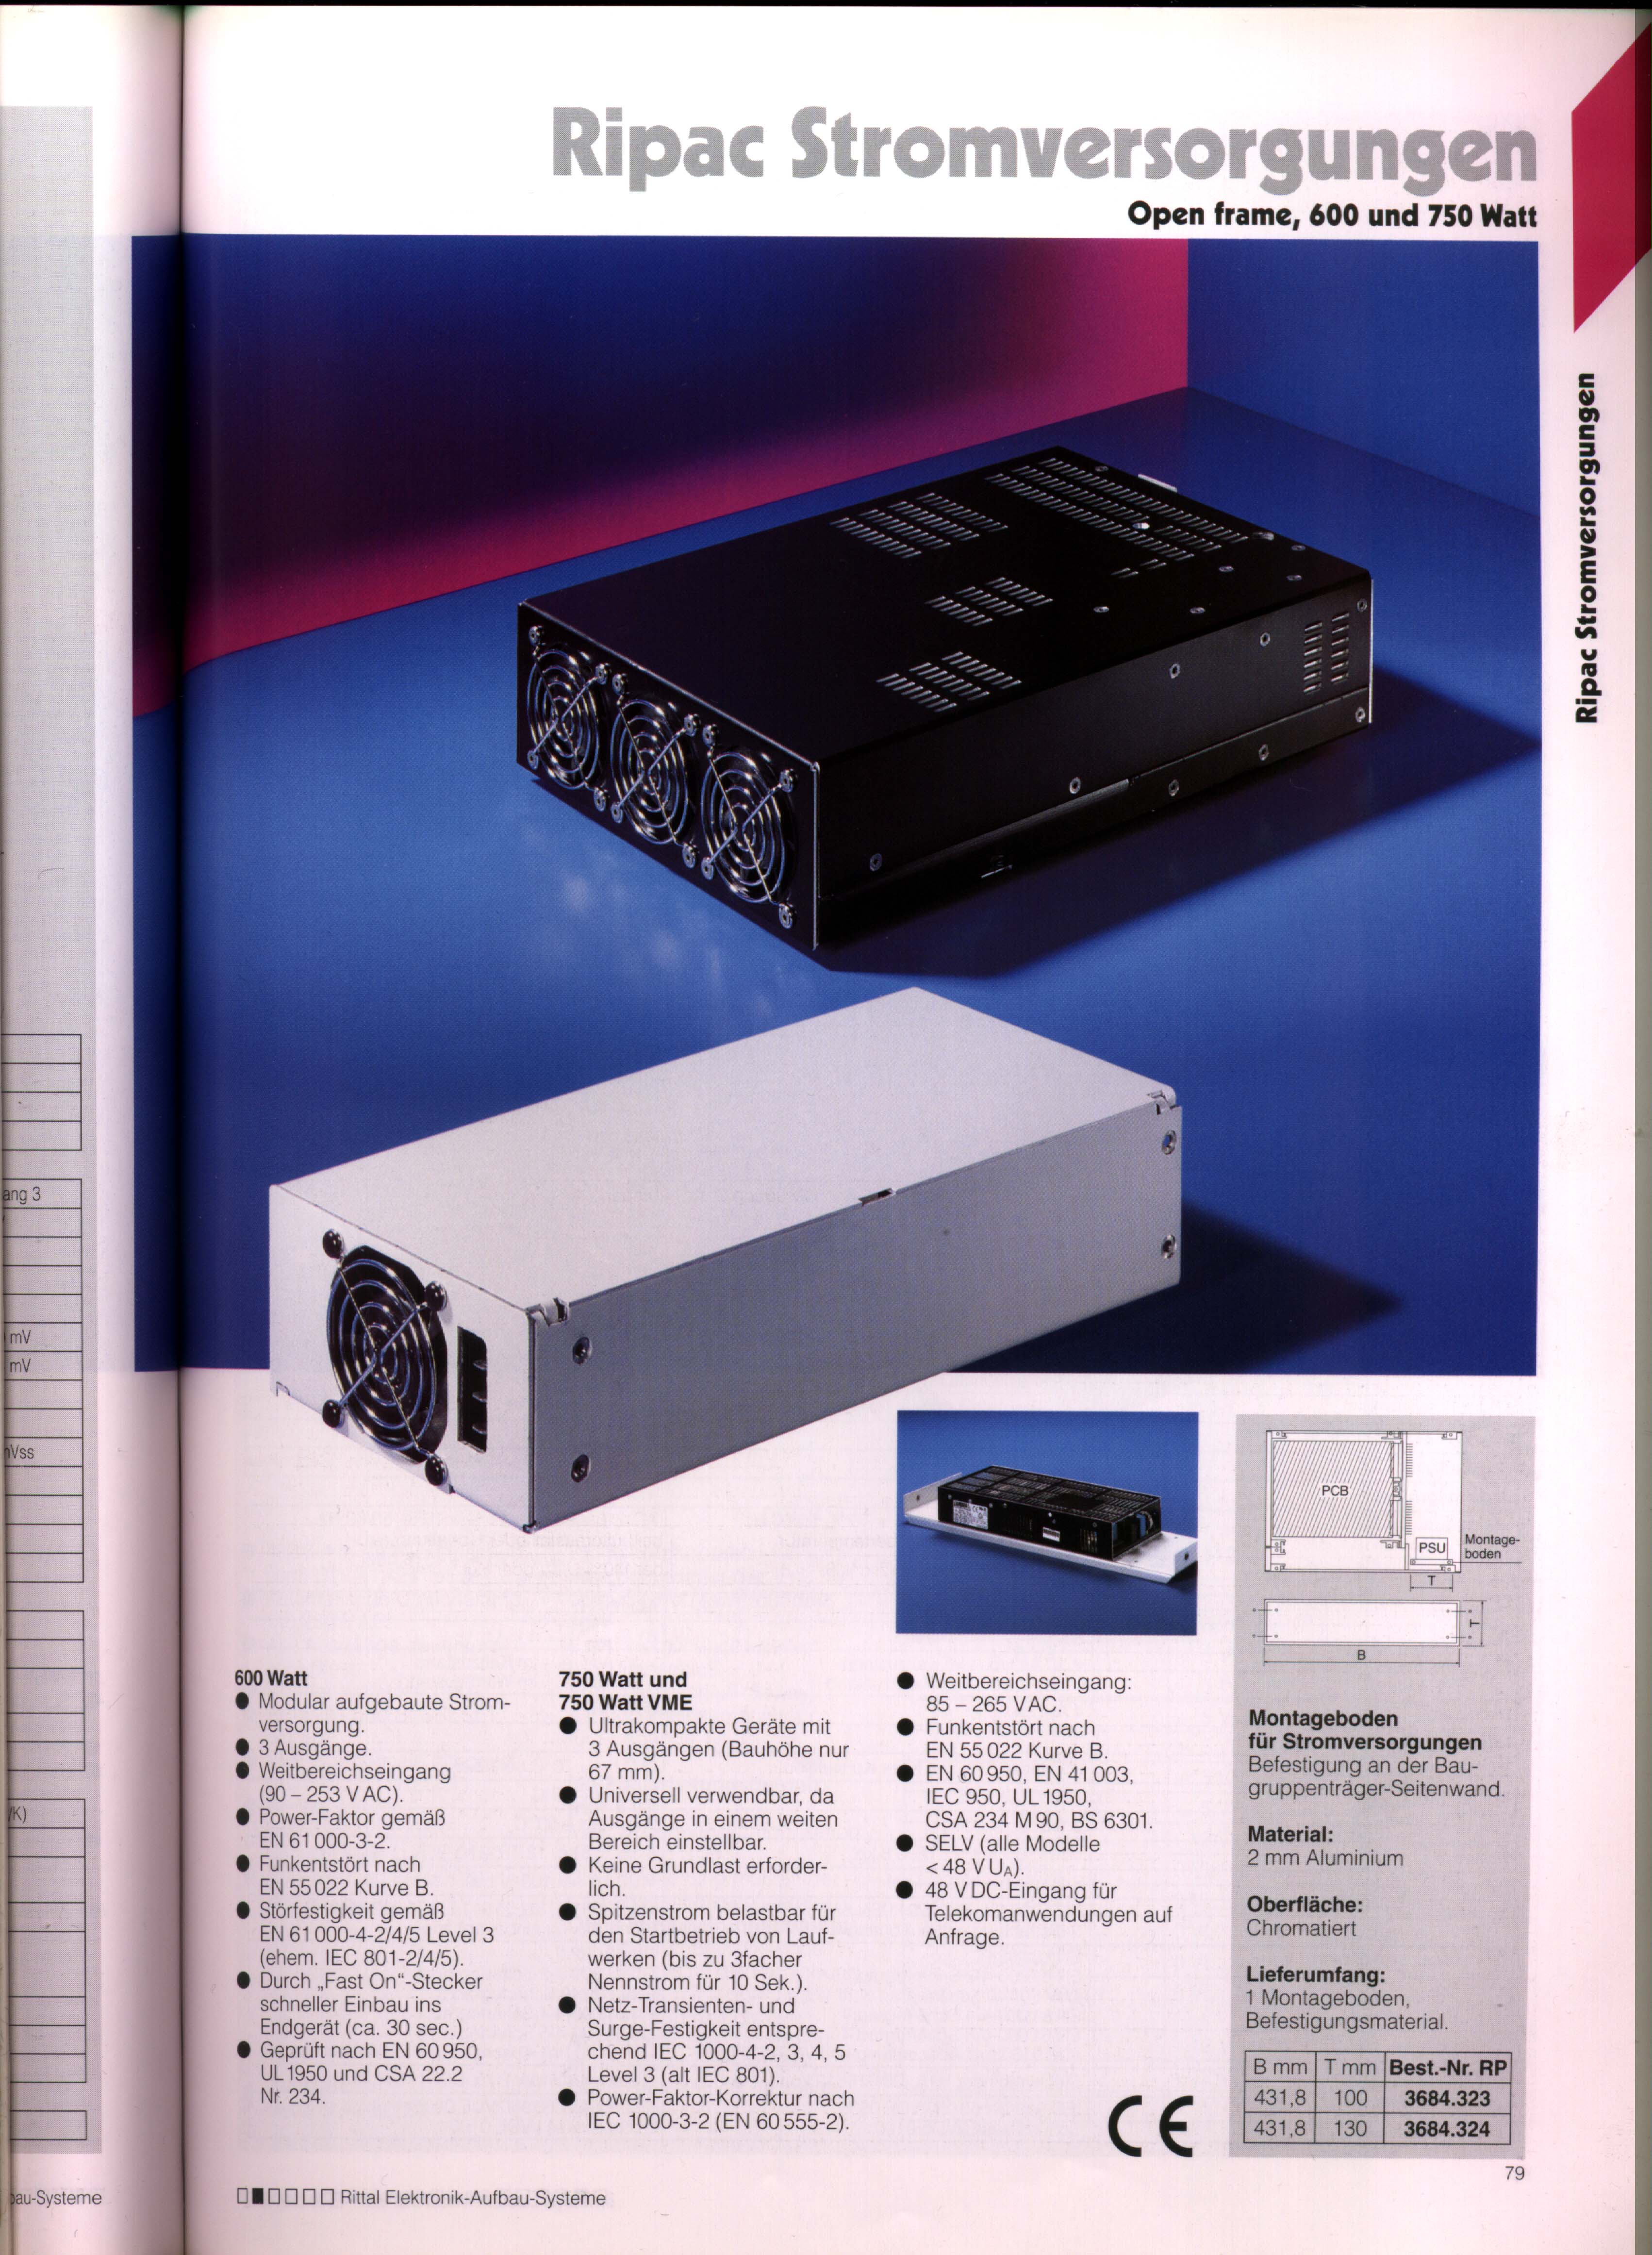 Ripac Stromversorgungen
Open frame, 600 und 750 Watt
Ripac Stromversorgungen
ang 3
mV
mV
Vss
/K)
au-Systeme
PCB
PSU
Montage-
boden
T
T
B
600 Watt
● Modular aufgebaute Strom-
versorgung.
● 3 Ausgänge.
● Weitbereichseingang
(90 – 253 V AC).
● Power-Faktor gemäß
EN 61 000-3-2.
● Funkentstört nach
EN 55 022 Kurve B.
● Störfestigkeit gemäß
EN 61 000-4-2/4/5 Level 3
(ehem. IEC 801-2/4/5).
● Durch „Fast On“-Stecker
schneller Einbau ins
Endgerät (ca. 30 sec.)
● Geprüft nach EN 60 950,
UL 1950 und CSA 22.2
Nr. 234.
750 Watt und
750 Watt VME
● Ultrakompakte Geräte mit
3 Ausgängen (Bauhöhe nur
67 mm).
● Universell verwendbar, da
Ausgänge in einem weiten
Bereich einstellbar.
● Keine Grundlast erforder-
lich.
● Spitzenstrom belastbar für
den Startbetrieb von Lauf-
werken (bis zu 3facher
Nennstrom für 10 Sek.).
● Netz-Transienten- und
Surge-Festigkeit entspre-
chend IEC 1000-4-2, 3, 4, 5
Level 3 (alt IEC 801).
● Power-Faktor-Korrektur nach
IEC 1000-3-2 (EN 60 555-2).
● Weitbereichseingang:
85 – 265 V AC.
● Funkentstört nach
EN 55 022 Kurve B.
● EN 60 950, EN 41 003,
IEC 950, UL 1950,
CSA 234 M 90, BS 6301.
● SELV (alle Modelle
< 48 V UA).
● 48 V DC-Eingang für
Telekomanwendungen auf
Anfrage.
CE
Montageboden
für Stromversorgungen
Befestigung an der Bau-
gruppenträger-Seitenwand.
Material:
2 mm Aluminium
Oberfläche:
Chromatiert
Lieferumfang:
1 Montageboden,
Befestigungsmaterial.
B mm T mm Best.-Nr. RP
431,8 100 3684.323
431,8 130 3684.324
79
Rittal Elektronik-Aufbau-Systeme